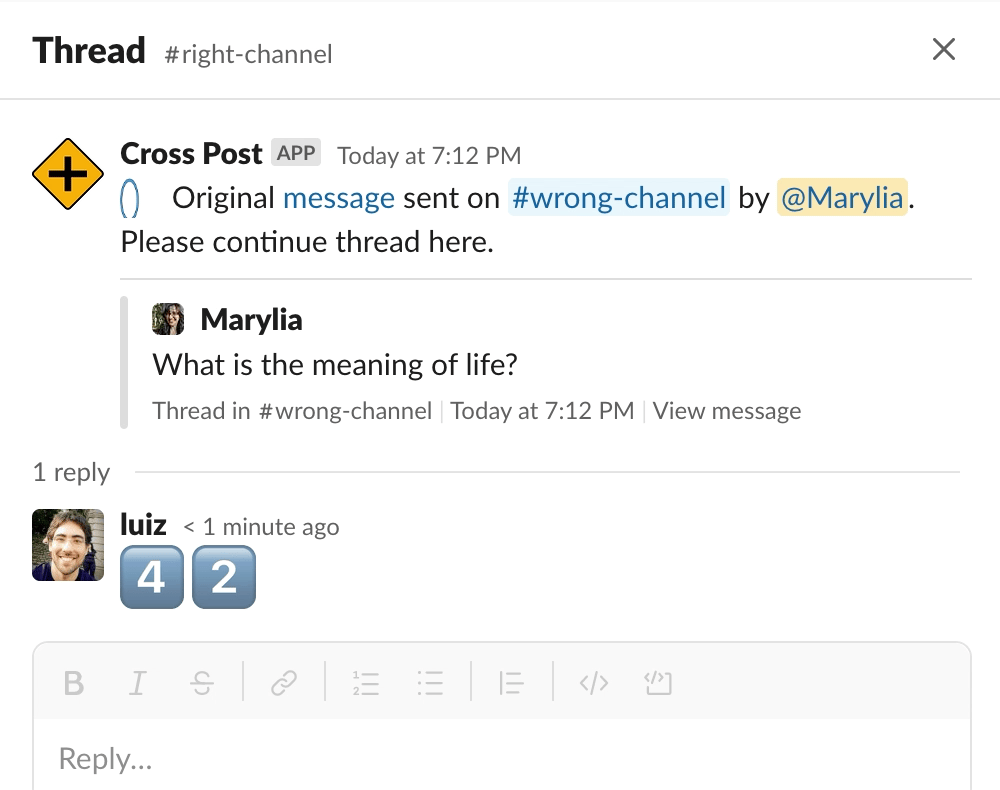 Thread #right-channel
Cross Post APP Today at 7:12 PM
Original message sent on #wrong-channel by @Marylia.
Please continue thread here.
Marylia
What is the meaning of life?
Thread in #wrong-channel | Today at 7:12 PM | View message
1 reply
luiz < 1 minute ago
4 2
B I S
Reply...